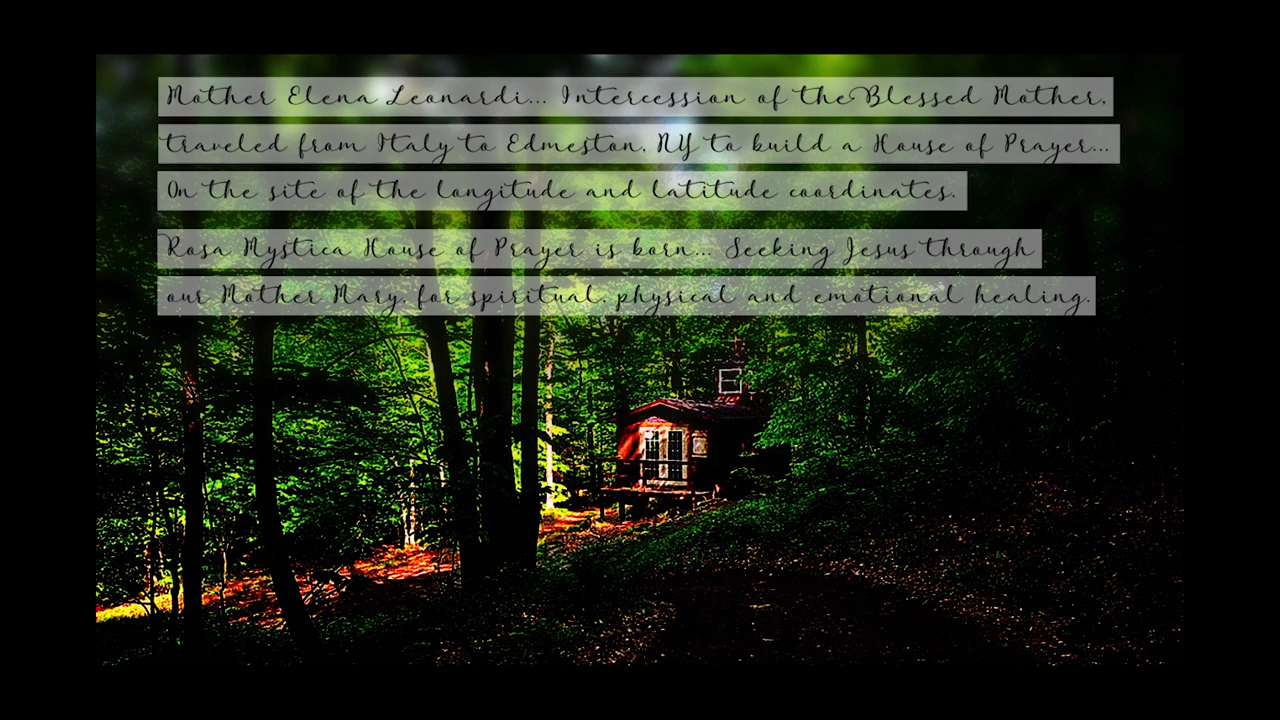 Mother Elena Leonardi... Intercession of the Blessed Mother,
traveled from Italy to Edmeston, NY to build a House of Prayer...
On the site of the longitude and latitude coordinates.
Rosa Mystica House of Prayer is born... Seeking Jesus through
our Mother Mary, for spiritual, physical and emotional healing.